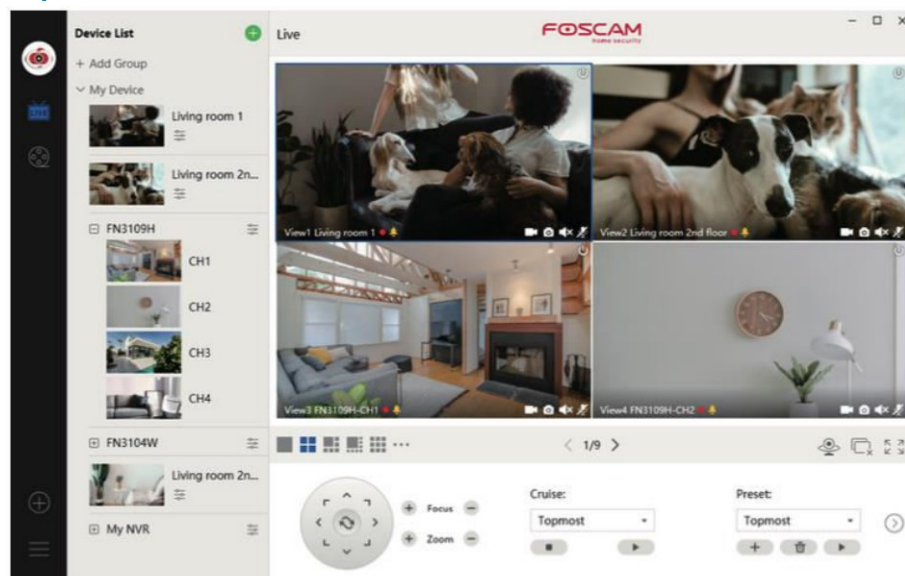 Device List
Live
FOSCAM
home security
+ Add Group
My Device
LIVE
Living room 1
Living room 2n...
FN3109H
CH1
CH2
CH3
CH4
FN3104W
Living room 2n...
My NVR
View1 Living room 1
View2 Living room 2nd floor
View3 FN3109H-CH1
View4 FN3109H-CH2
1/9
Focus
Zoom
Cruise:
Topmost
Preset:
Topmost